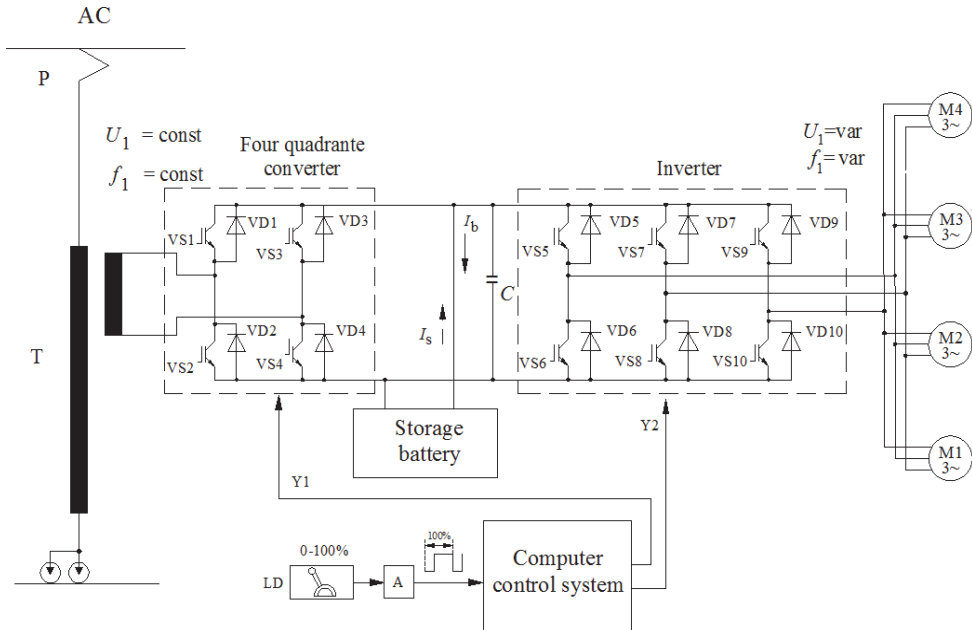 AC
P
U1 = const
f1 = const
Four quadrante
converter
Inverter
U1=var
f1=var
M4
3~
VS1
VD1
VS3
VD3
Ib
C
VS5
VD5
VS7
VD7
VS9
VD9
M3
3~
T
VS2
VD2
VS4
VD4
Is
VS6
VD6
VS8
VD8
VS10
VD10
M2
3~
Storage
battery
Y1
Y2
M1
3~
0-100%
LD
A
100%
Computer
control system